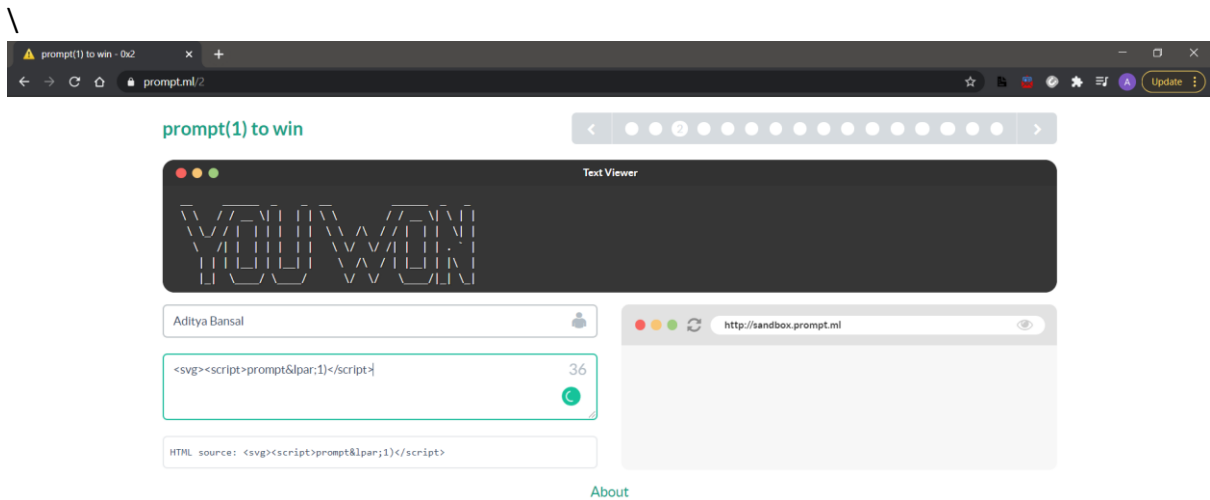 \
prompt(1) to win - 0x2
prompt.ml/2
A
Update
prompt(1) to win
2
Text Viewer
YOU WON
Aditya Bansal
<svg><script>prompt&lpar;1)</script>
36
http://sandbox.prompt.ml
HTML source: <svg><script>prompt&lpar;1)</script>
About